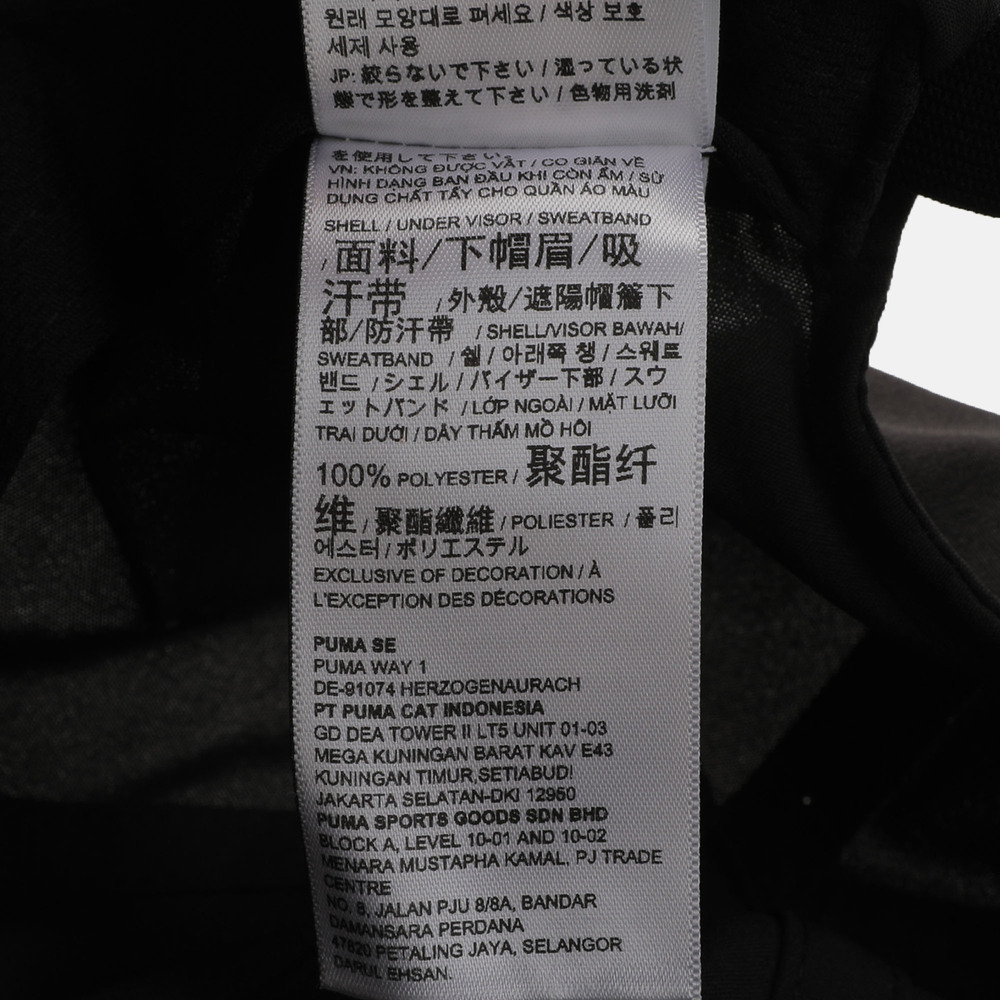 원래 모양대로 펴세요 / 색상 보호
세제 사용
JP: 絞らないで下さい / 湿っている状
態で形を整えて下さい / 色物用洗剤
を使用して下さい。
VN: KHÔNG ĐƯỢC VẮT / CO GIÃN VỀ
HÌNH DẠNG BAN ĐẦU KHI CÒN ẨM / SỬ
DỤNG CHẤT TẨY CHO QUẦN ÁO MÀU
SHELL / UNDER VISOR / SWEATBAND
/ 面料/下帽眉/吸
汗带 / 外殼/遮陽帽簷下
部/防汗帶 / SHELL/VISOR BAWAH/
SWEATBAND / 쉘 / 아래쪽 챙 / 스웨트
밴드 / シェル / バイザー下部 / スウ
ェットバンド / LỚP NGOÀI / MẶT LƯỠI
TRAI DƯỚI / DÂY THẤM MỒ HÔI
100% POLYESTER / 聚酯纤
维 / 聚酯纖維 / POLIESTER / 폴리
에스터 / ポリエステル
EXCLUSIVE OF DECORATION / À
L'EXCEPTION DES DÉCORATIONS
PUMA SE
PUMA WAY 1
DE-91074 HERZOGENAURACH
PT PUMA CAT INDONESIA
GD DEA TOWER II LT5 UNIT 01-03
MEGA KUNINGAN BARAT KAV E43
KUNINGAN TIMUR,SETIABUDI
JAKARTA SELATAN-DKI 12950
PUMA SPORTS GOODS SDN BHD
BLOCK A, LEVEL 10-01 AND 10-02
MENARA MUSTAPHA KAMAL, PJ TRADE
CENTRE
NO. 8, JALAN PJU 8/8A, BANDAR
DAMANSARA PERDANA
47820 PETALING JAYA, SELANGOR
DARUL EHSAN.